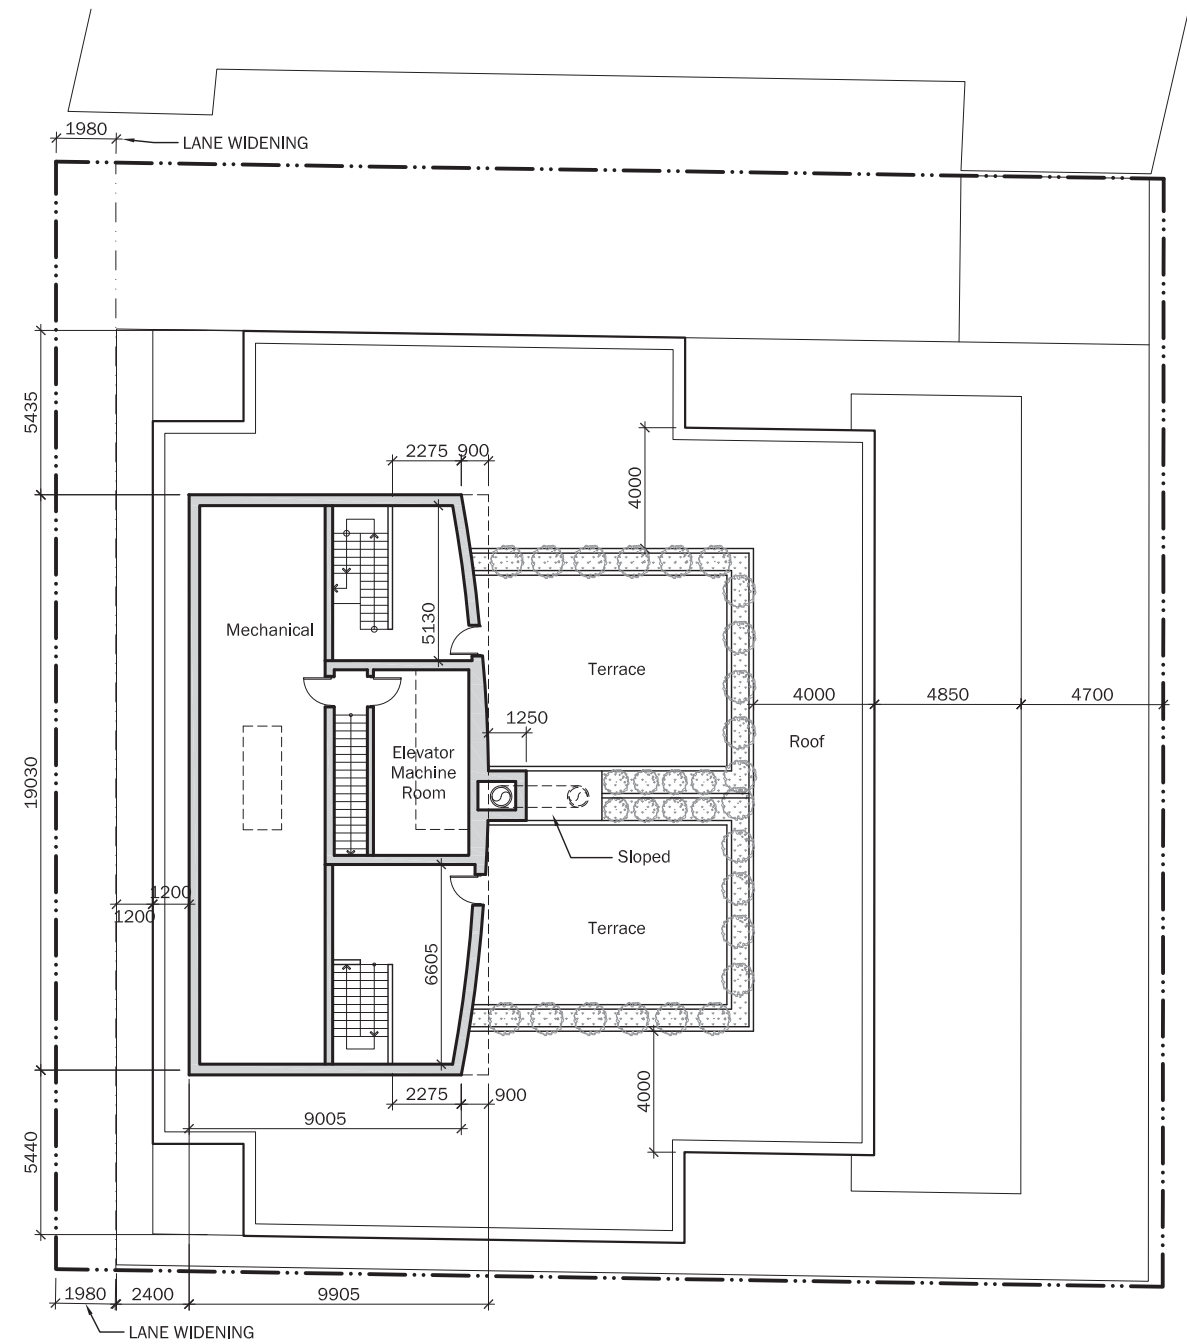 1980
LANE WIDENING
5435
2275 900
4000
Mechanical
5130
Terrace
4000
4850
4700
1250
Roof
Elevator
Machine
Room
19030
Sloped
1200
1200
Terrace
6605
2275
900
4000
9005
5440
1980
2400
9905
LANE WIDENING